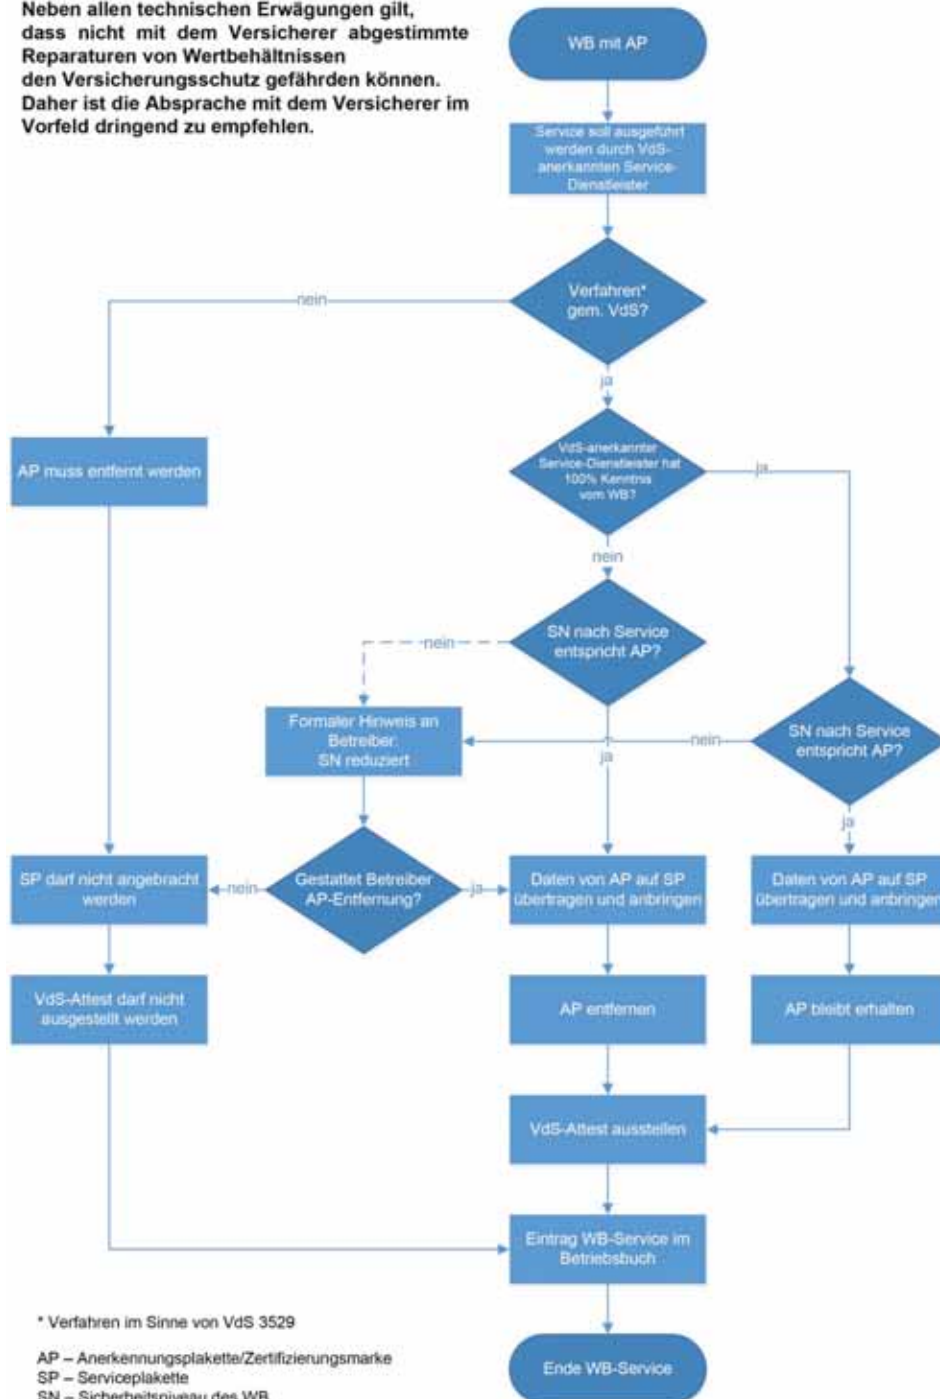 Neben allen technischen Erwägungen gilt,
dass nicht mit dem Versicherer abgestimmte
Reparaturen von Wertbehältnissen
den Versicherungsschutz gefährden können.
Daher ist die Absprache mit dem Versicherer im
Vorfeld dringend zu empfehlen.
WB mit AP
Service soll ausgeführt
werden durch VdS-
anerkannten Service-
Dienstleister
Verfahren*
gem. VdS?
nein
ja
AP muss entfernt werden
VdS-anerkannter
Service-Dienstleister hat
100% Kenntnis
vom WB?
ja
nein
SN nach Service
entspricht AP?
nein
Formaler Hinweis an
Betreiber:
SN reduziert
ja
nein
SN nach Service
entspricht AP?
ja
SP darf nicht angebracht
werden
nein
Gestattet Betreiber
AP-Entfernung?
ja
Daten von AP auf SP
übertragen und anbringen
Daten von AP auf SP
übertragen und anbringen
VdS-Attest darf nicht
ausgestellt werden
AP entfernen
AP bleibt erhalten
VdS-Attest ausstellen
Eintrag WB-Service im
Betriebsbuch
Ende WB-Service
* Verfahren im Sinne von VdS 3529
AP – Anerkennungsplakette/Zertifizierungsmarke
SP – Serviceplakette
SN – Sicherheitsniveau des WB